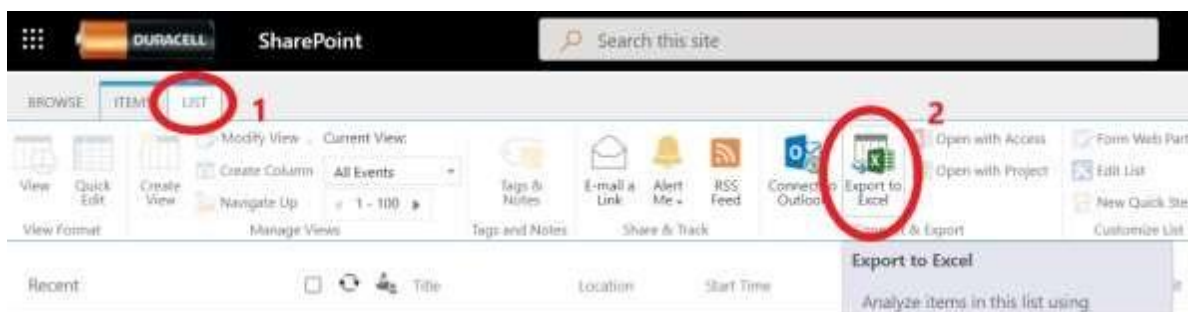 DURACELL SharePoint Search this site
BROWSE ITEMS LIST 1 2
Modify View Current View: Open with Access Form Web Part
Create Column All Events Open with Project Edit List
View Quick Edit Create View Navigate Up 1 - 100 Tags & Notes E-mail a Link Alert Me RSS Feed Connect to Outlook Export to Excel New Quick Ste
View Format Manage Views Tags and Notes Share & Track & Export Customize List
Export to Excel
Recent Title Location Start Time
Analyze items in this list using